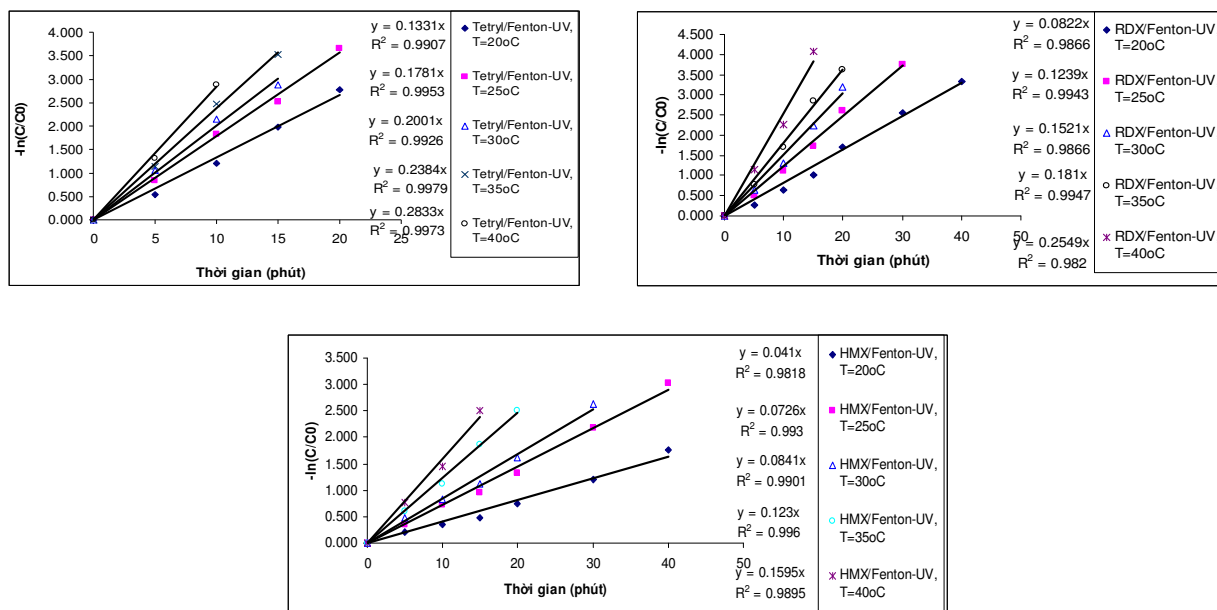 4.000
3.500
3.000
2.500
2.000
1.500
1.000
0.500
0.000
-ln(C/C0)
0 5 10 15 20 25
Thời gian (phút)
y = 0.1331x
R² = 0.9907
y = 0.1781x
R² = 0.9953
y = 0.2001x
R² = 0.9926
y = 0.2384x
R² = 0.9979
y = 0.2833x
R² = 0.9973
Tetryl/Fenton-UV,
T=20oC
Tetryl/Fenton-UV,
T=25oC
Tetryl/Fenton-UV,
T=30oC
Tetryl/Fenton-UV,
T=35oC
Tetryl/Fenton-UV,
T=40oC
4.500
4.000
3.500
3.000
2.500
2.000
1.500
1.000
0.500
0.000
-ln(C/C0)
0 10 20 30 40 50
Thời gian (phút)
y = 0.0822x
R² = 0.9866
y = 0.1239x
R² = 0.9943
y = 0.1521x
R² = 0.9866
y = 0.181x
R² = 0.9947
y = 0.2549x
R² = 0.982
RDX/Fenton-UV
T=20oC
RDX/Fenton-UV
T=25oC
RDX/Fenton-UV
T=30oC
RDX/Fenton-UV
T=35oC
RDX/Fenton-UV
T=40oC
3.500
3.000
2.500
2.000
1.500
1.000
0.500
0.000
-ln(C/C0)
0 10 20 30 40 50
Thời gian (phút)
y = 0.041x
R² = 0.9818
y = 0.0726x
R² = 0.993
y = 0.0841x
R² = 0.9901
y = 0.123x
R² = 0.996
y = 0.1595x
R² = 0.9895
HMX/Fenton-UV,
T=20oC
HMX/Fenton-UV,
T=25oC
HMX/Fenton-UV,
T=30oC
HMX/Fenton-UV,
T=35oC
HMX/Fenton-UV,
T=40oC